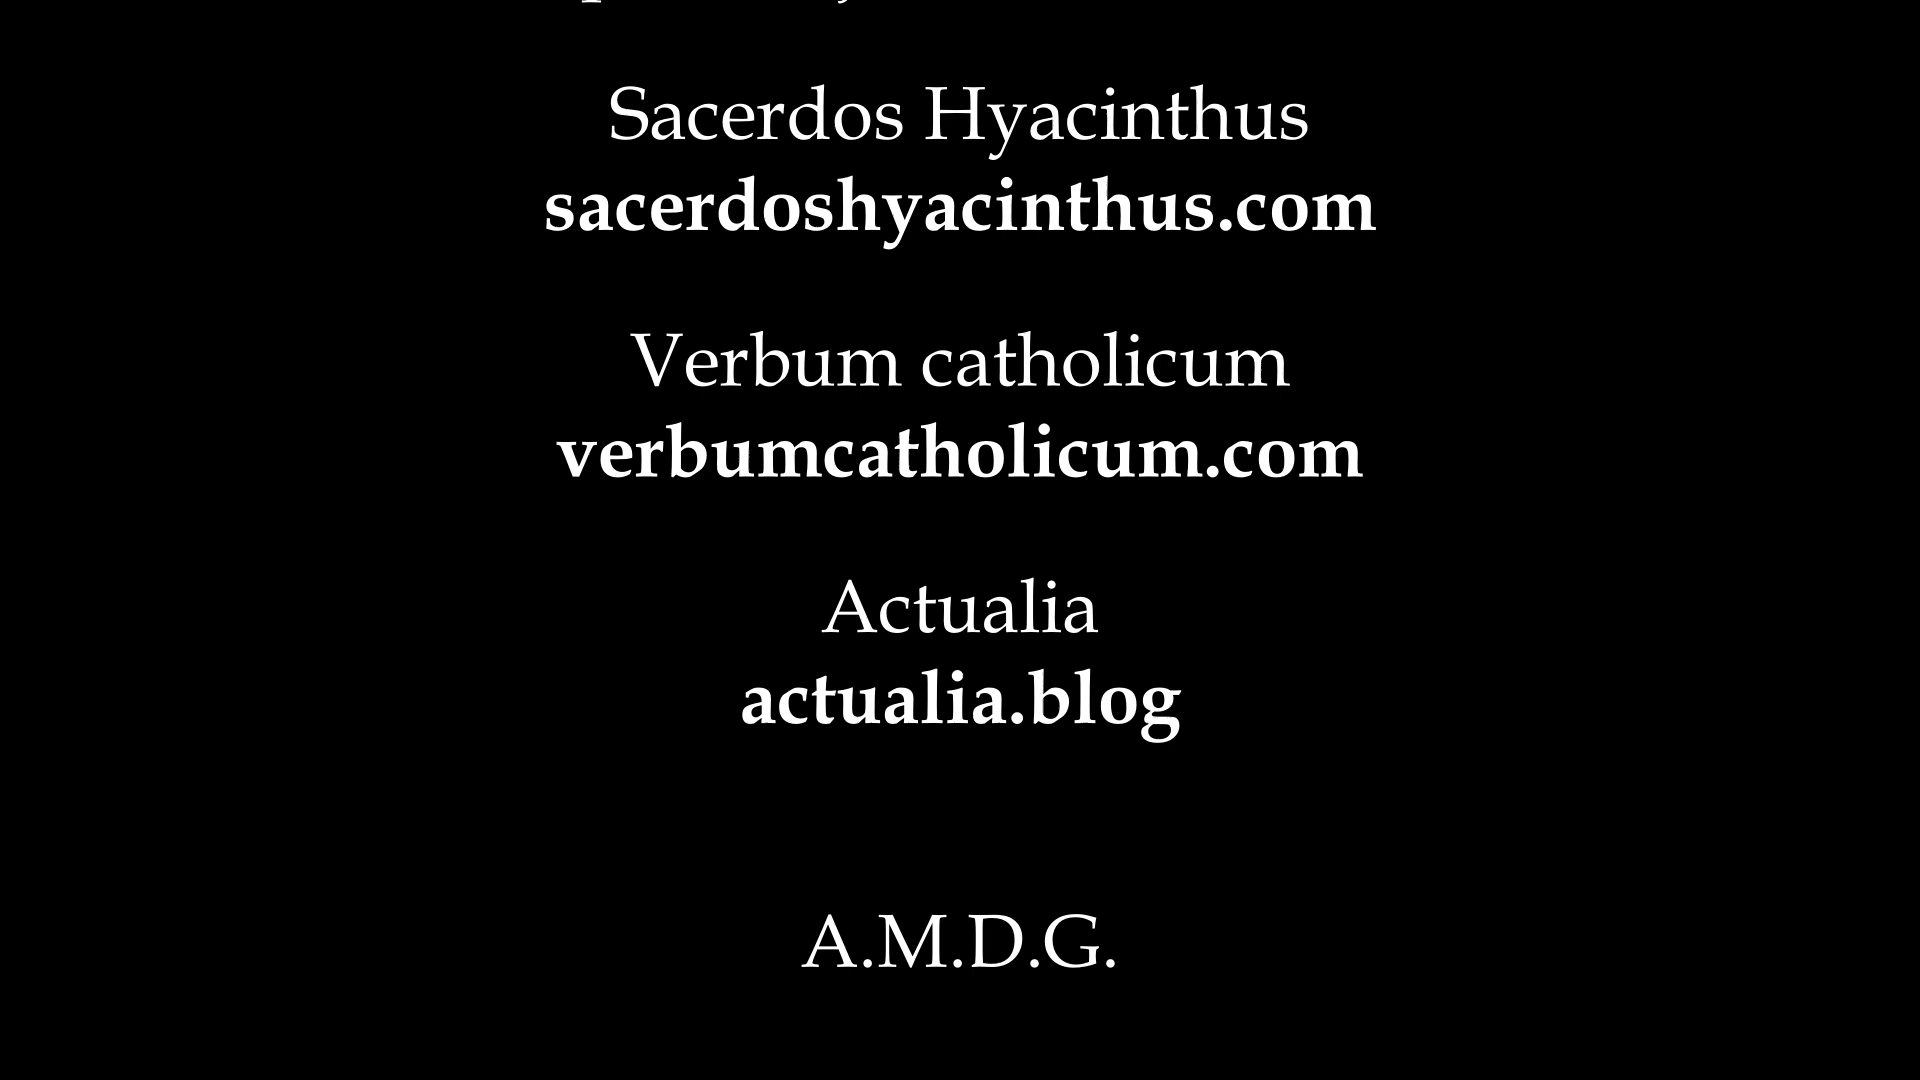 Sacerdos Hyacinthus
sacerdoshyacinthus.com
Verbum catholicum
verbumcatholicum.com
Actualia
actualia.blog
A.M.D.G.